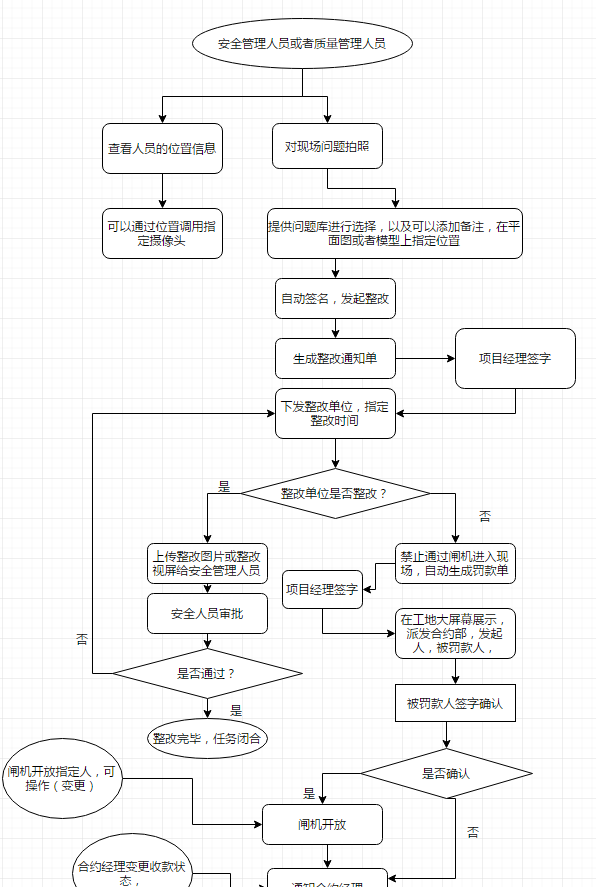 安全管理人员或者质量管理人员
查看人员的位置信息
对现场问题拍照
可以通过位置调用指
定摄像头
提供问题库进行选择，以及可以添加备注，在平
面图或者模型上指定位置
自动签名，发起整改
生成整改通知单
项目经理签字
下发整改单位，指定
整改时间
整改单位是否整改？
是
否
上传整改图片或整改
视屏给安全管理人员
禁止通过闸机进入现
场，自动生成罚款单
项目经理签字
安全人员审批
在工地大屏幕展示，
派发合约部，发起
人，被罚款人，
否
是否通过？
是
被罚款人签字确认
整改完毕，任务闭合
闸机开放指定人，可
操作（变更）
是否确认
是
否
闸机开放
合约经理变更收款状
态，
通知合约经理